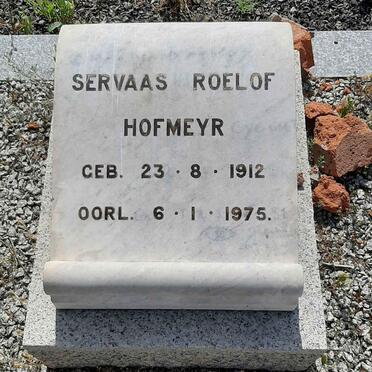 SERVAAS ROELOF
HOFMEYR
GEB. 23 · 8 · 1912
OORL. 6 · 1 · 1975.